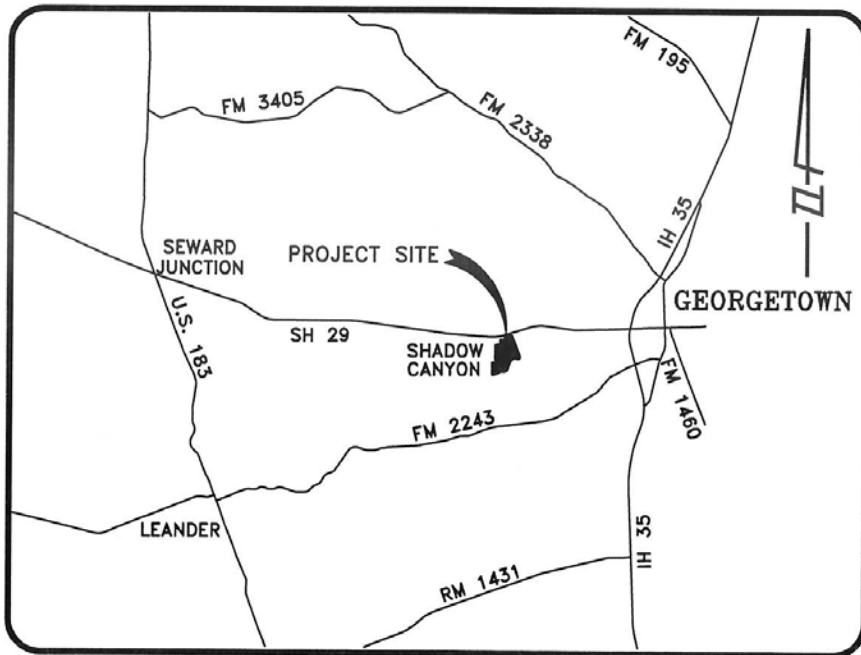 FM 195
FM 3405
FM 2338
IH 35
N
SEWARD
JUNCTION
PROJECT SITE
GEORGETOWN
U.S. 183
SH 29
SHADOW
CANYON
FM 1460
FM 2243
LEANDER
IH 35
RM 1431